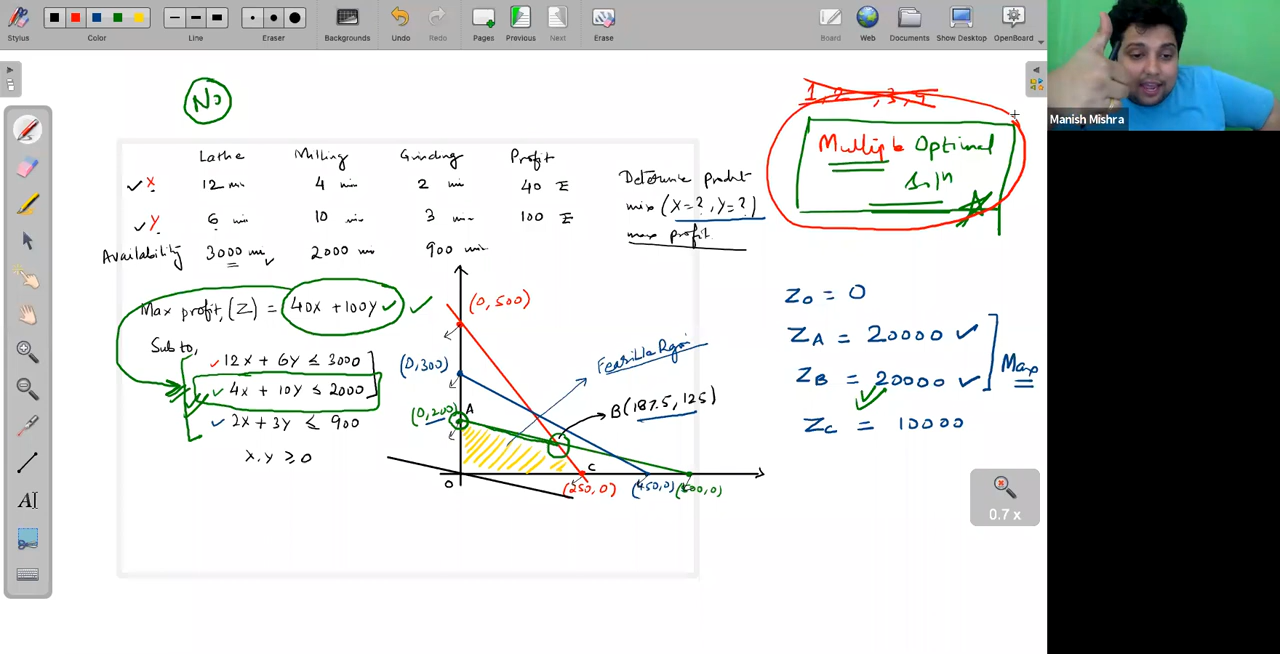 Stylus
Color
Line
Eraser
Backgrounds
Undo
Redo
Pages
Previous
Next
Erase
Board
Web
Documents
Show Desktop
OpenBoard
Manish Mishra
No
1, 2, 3, 4
Multiple Optimal
Solⁿ
Lathe Milling Grinding Profit
X 12 min 4 min 2 min 40
Y 6 min 10 min 3 min 100
Availability 3000 min 2000 min 900 min
Determine product
mix (X=?, Y=?)
max profit
Max profit, (Z) = 40X + 100Y
Sub to,
12X + 6Y ≤ 3000
4X + 10Y ≤ 2000
2X + 3Y ≤ 900
X, Y ≥ 0
(0, 500)
Feasible Region
(0, 300)
(0, 200)
A
B(187.5, 125)
C
O
(250, 0)
(450, 0)
(500, 0)
Z₀ = 0
Z_A = 20000
Z_B = 20000
Max
Z_C = 10000
0.7 x